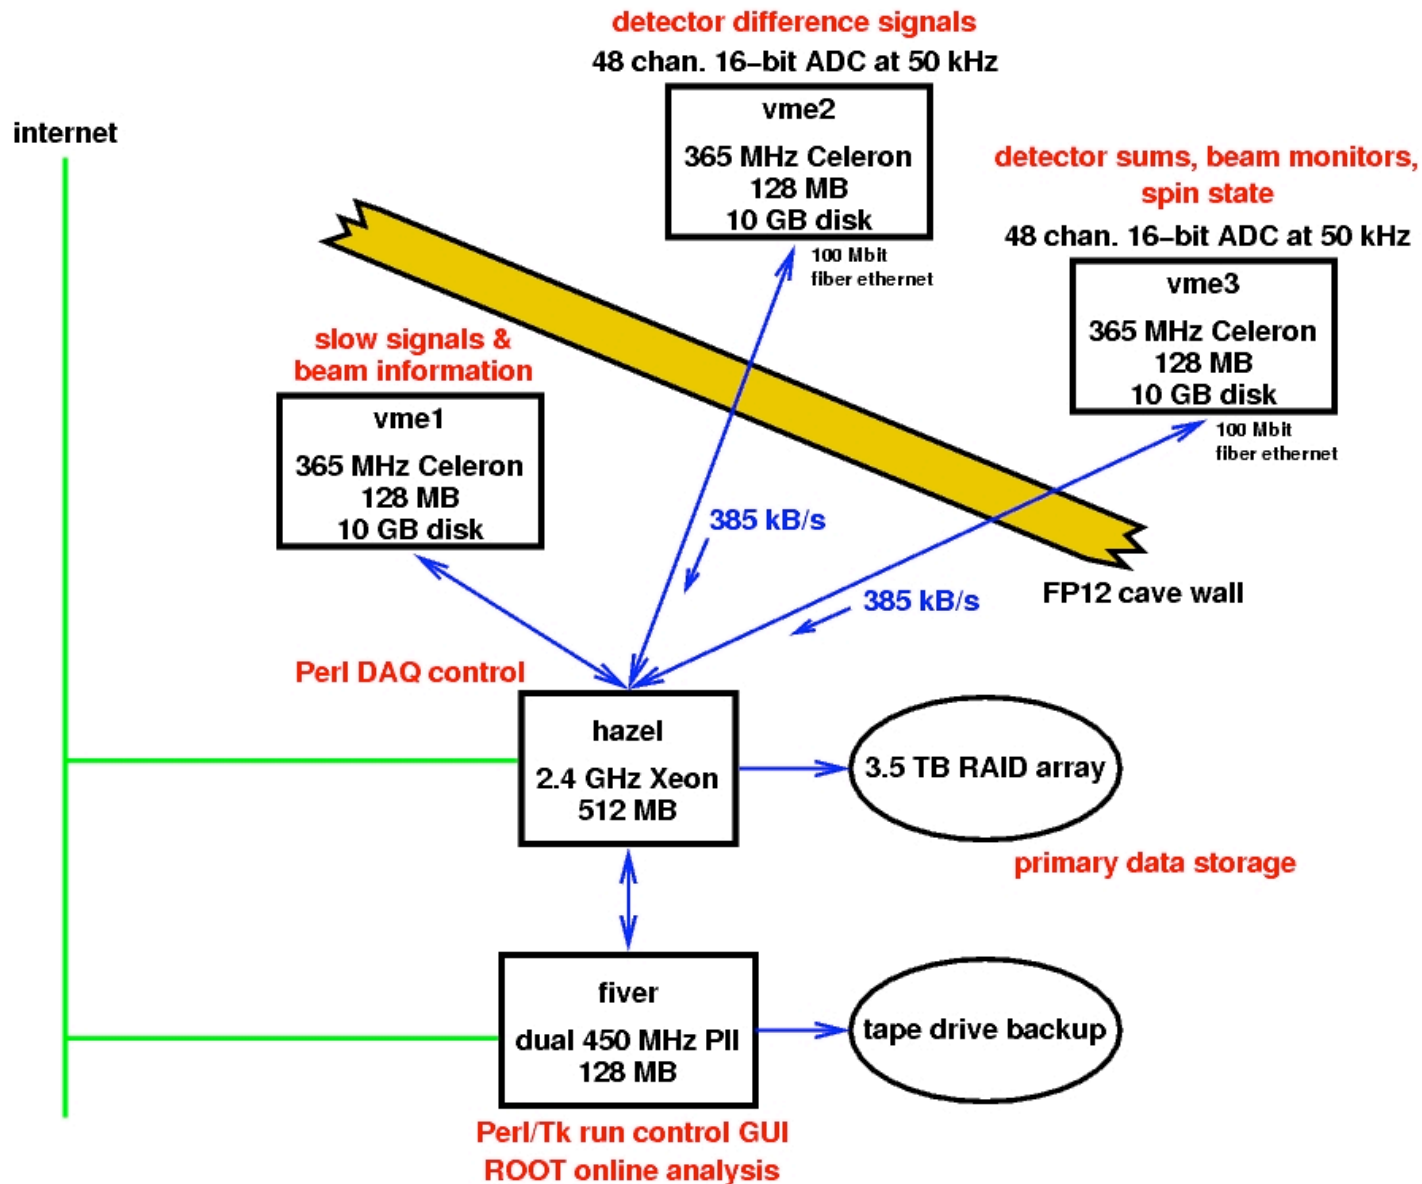 detector difference signals
48 chan. 16-bit ADC at 50 kHz
vme2
365 MHz Celeron
128 MB
10 GB disk
100 Mbit
fiber ethernet
internet
detector sums, beam monitors,
spin state
48 chan. 16-bit ADC at 50 kHz
vme3
365 MHz Celeron
128 MB
10 GB disk
100 Mbit
fiber ethernet
slow signals &
beam information
vme1
365 MHz Celeron
128 MB
10 GB disk
385 kB/s
385 kB/s
FP12 cave wall
Perl DAQ control
hazel
2.4 GHz Xeon
512 MB
3.5 TB RAID array
primary data storage
fiver
dual 450 MHz PII
128 MB
tape drive backup
Perl/Tk run control GUI
ROOT online analysis